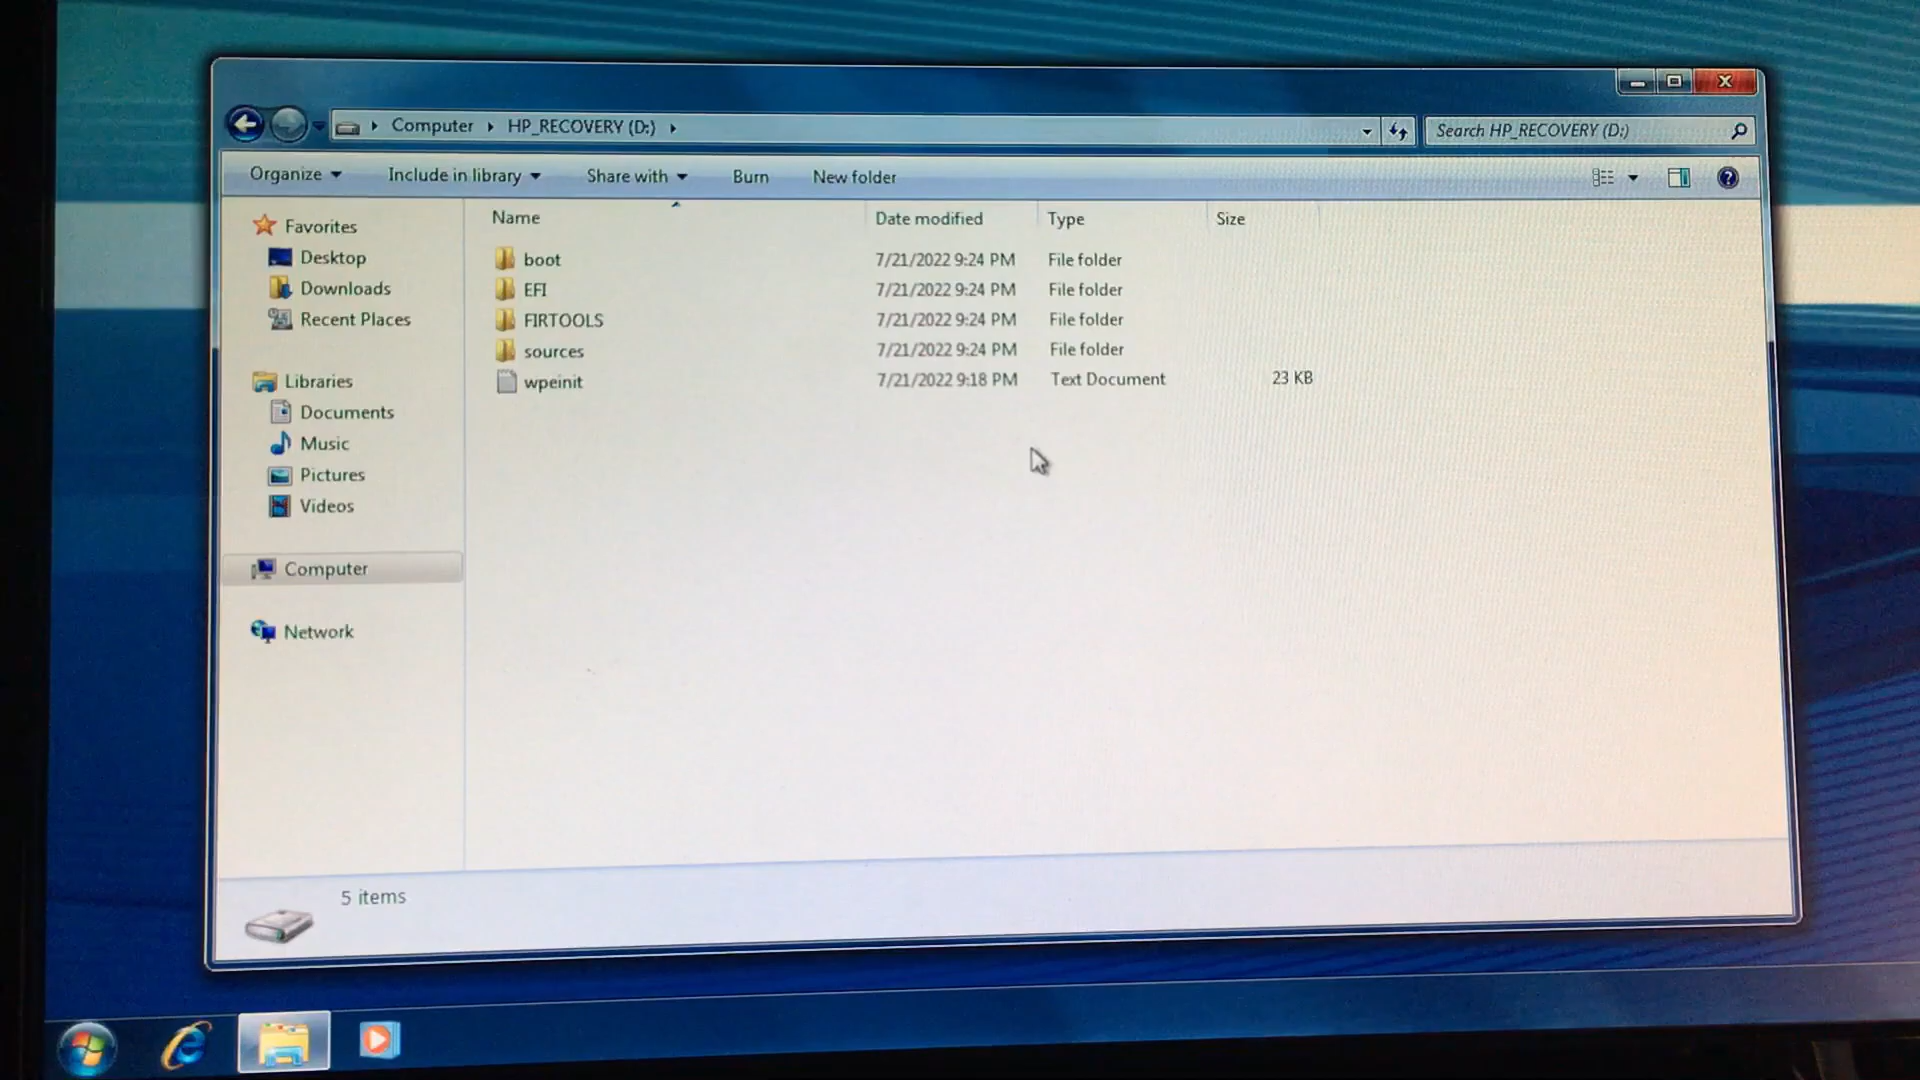 Computer HP_RECOVERY (D:)
Search HP_RECOVERY (D:)
Organize Include in library Share with Burn New folder
Name Date modified Type Size
Favorites
Desktop
Downloads
Recent Places
Libraries
Documents
Music
Pictures
Videos
Computer
Network
boot 7/21/2022 9:24 PM File folder
EFI 7/21/2022 9:24 PM File folder
FIRTOOLS 7/21/2022 9:24 PM File folder
sources 7/21/2022 9:24 PM File folder
wpeinit 7/21/2022 9:18 PM Text Document 23 KB
5 items